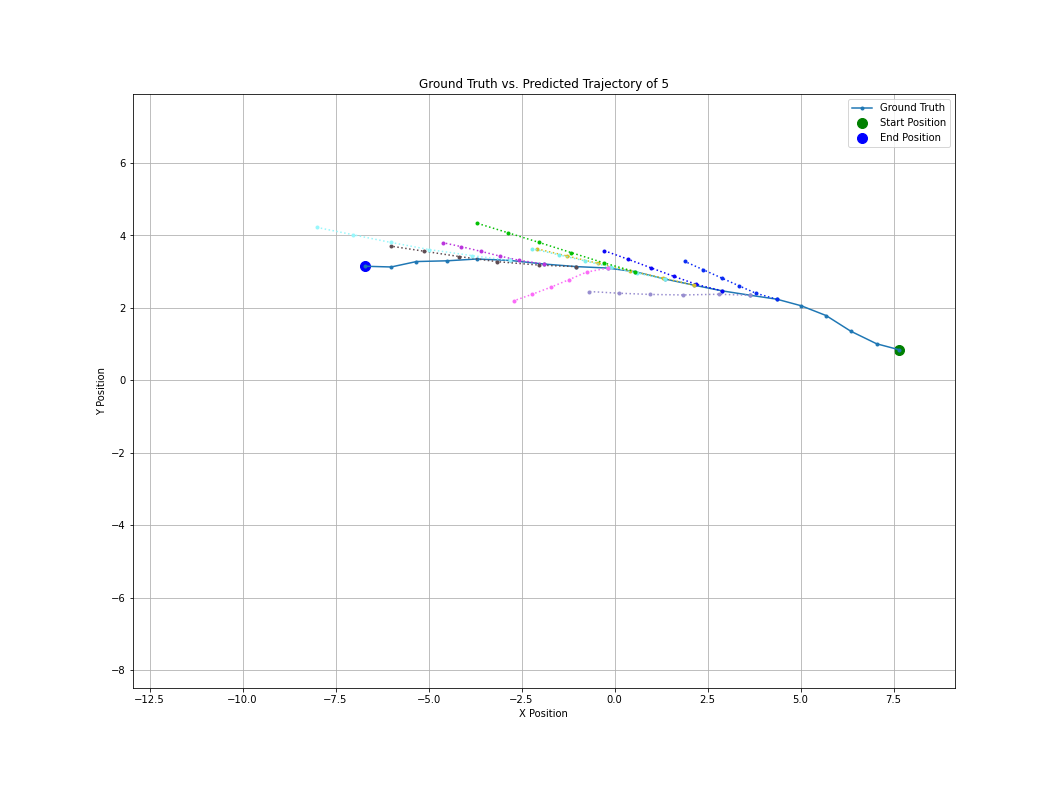 Ground Truth vs. Predicted Trajectory of 5
Ground Truth
Start Position
End Position
6
4
2
0
−2
−4
−6
−8
Y Position
−12.5 −10.0 −7.5 −5.0 −2.5 0.0 2.5 5.0 7.5
X Position